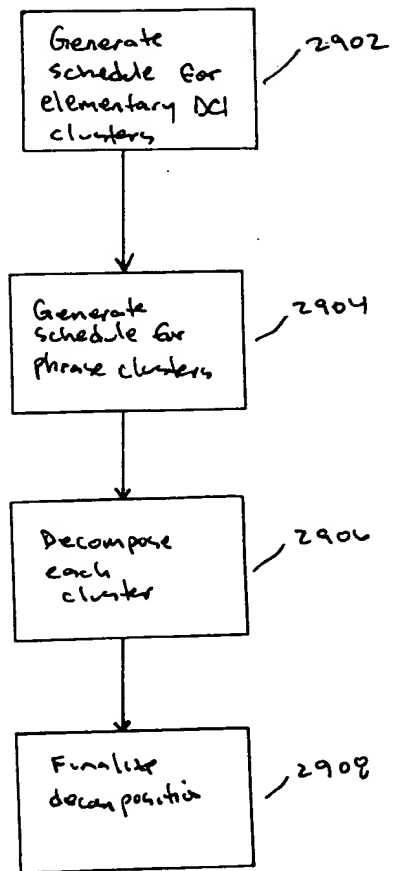 Generate
schedule for
elementary DCI
clusters
2902
Generate
schedule for
phrase clusters
2904
Decompose
each
cluster
2906
Finalize
decomposition
2908